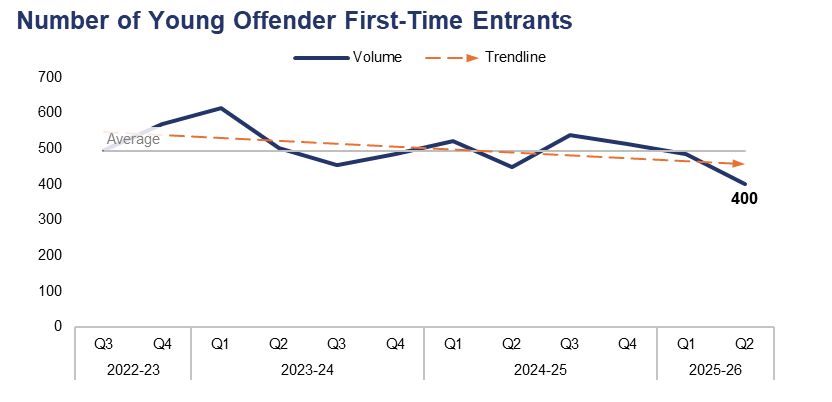 Number of Young Offender First-Time Entrants
Volume Trendline
700
600
Average
500
400
400
300
200
100
0
Q3 Q4 Q1 Q2 Q3 Q4 Q1 Q2 Q3 Q4 Q1 Q2
2022-23 2023-24 2024-25 2025-26